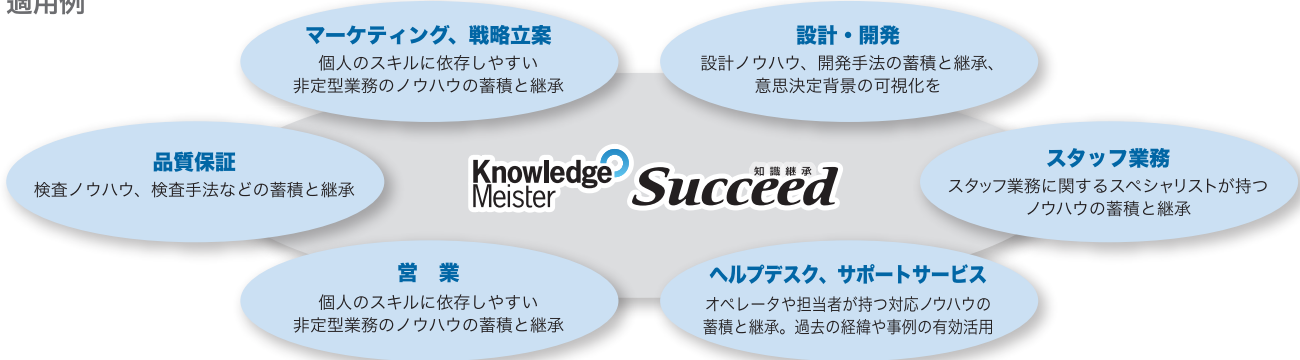 適用例
マーケティング、戦略立案
個人のスキルに依存しやすい
非定型業務のノウハウの蓄積と継承
設計・開発
設計ノウハウ、開発手法の蓄積と継承、
意思決定背景の可視化を
品質保証
検査ノウハウ、検査手法などの蓄積と継承
Knowledge
Meister
知識継承
Succeed
スタッフ業務
スタッフ業務に関するスペシャリストが持つ
ノウハウの蓄積と継承
営　業
個人のスキルに依存しやすい
非定型業務のノウハウの蓄積と継承
ヘルプデスク、サポートサービス
オペレータや担当者が持つ対応ノウハウの
蓄積と継承。過去の経緯や事例の有効活用